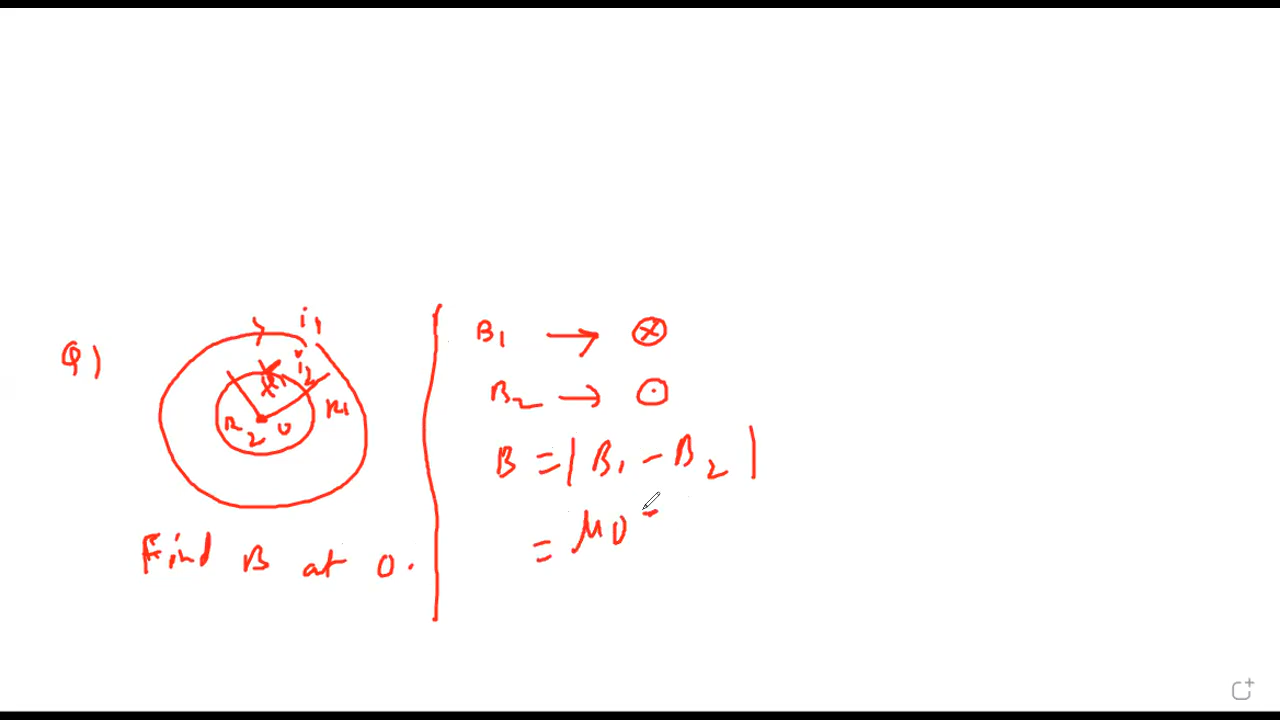 Q)
i1
i2
R1
R2
O
Find B at O.
B1 → ⊗
B2 → ⊙
B = | B1 - B2 |
= μ0